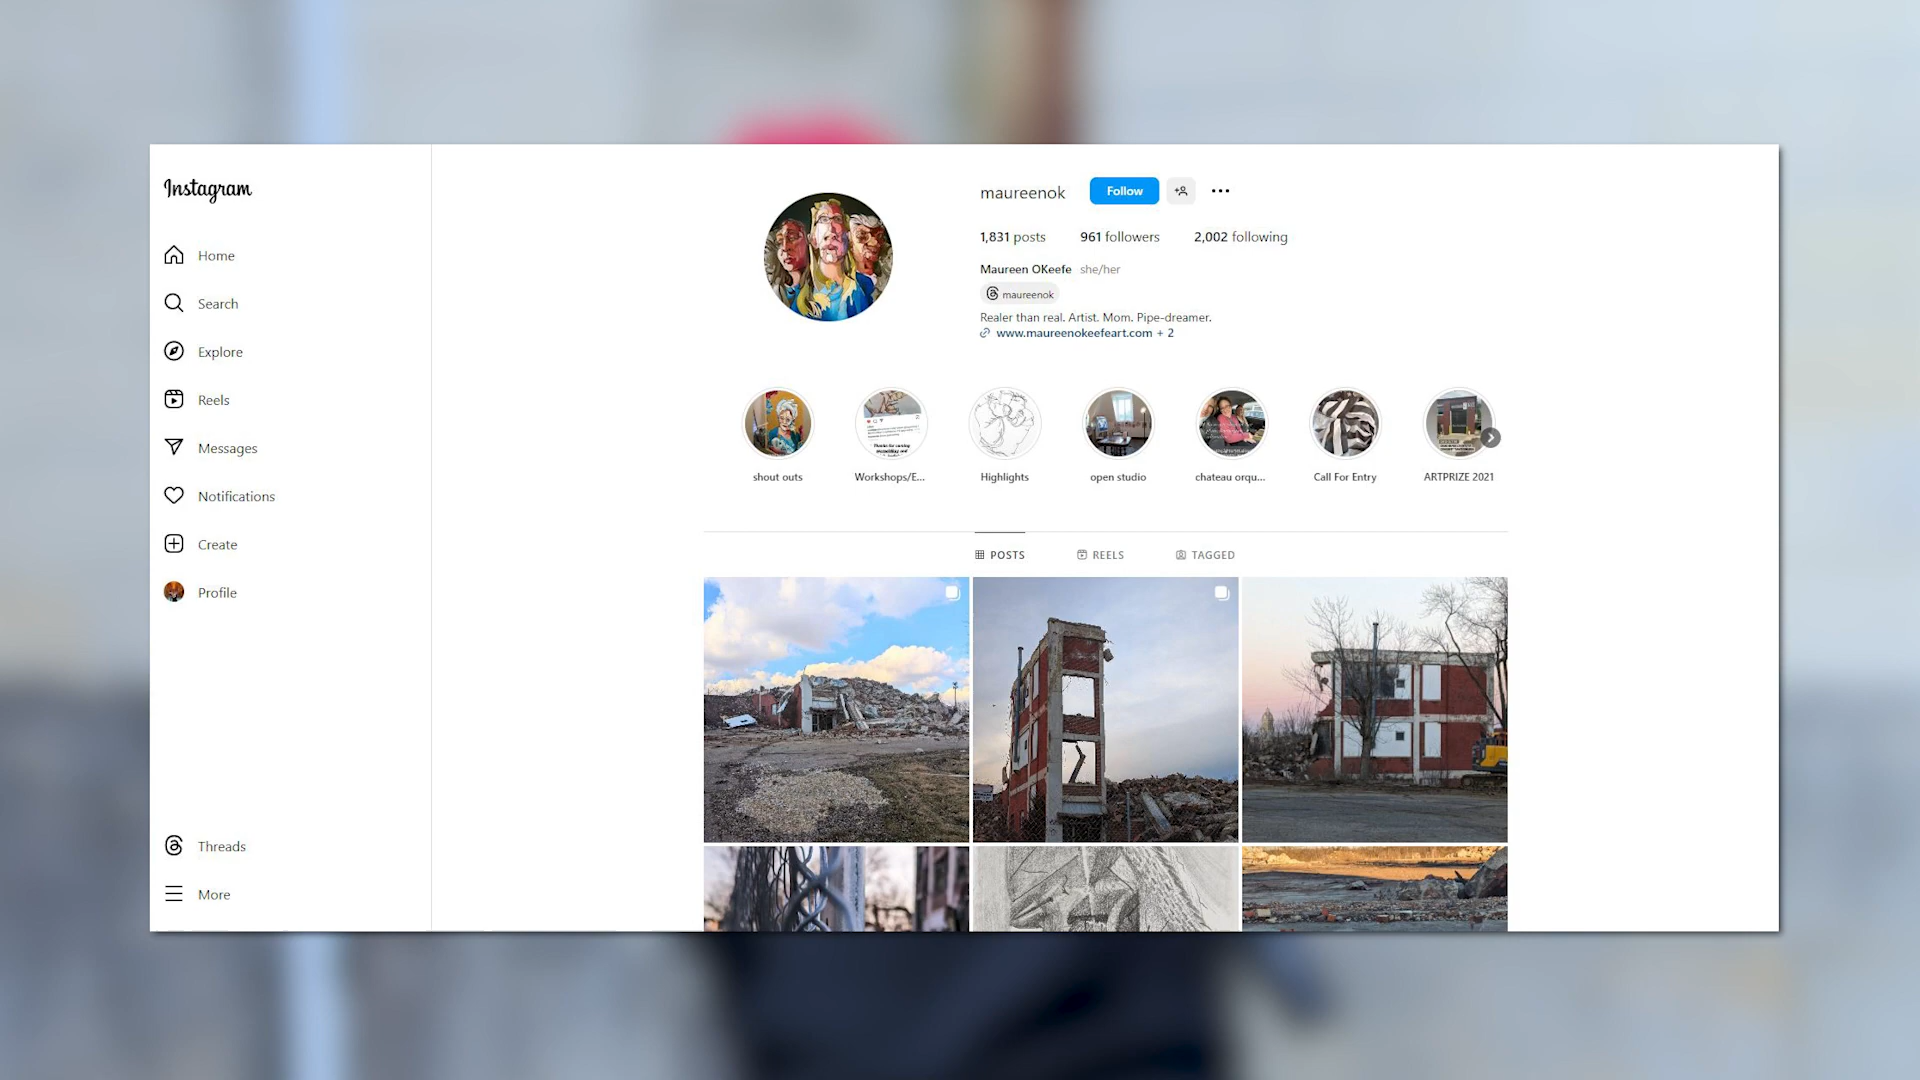 Instagram
Home
Search
Explore
Reels
Messages
Notifications
Create
Profile
Threads
More
maureenok
Follow
1,831 posts 961 followers 2,002 following
Maureen OKeefe she/her
maureenok
Realer than real. Artist. Mom. Pipe-dreamer.
www.maureenokeefeart.com + 2
shout outs Workshops/E... Highlights open studio chateau orqu... Call For Entry ARTPRIZE 2021
POSTS REELS TAGGED